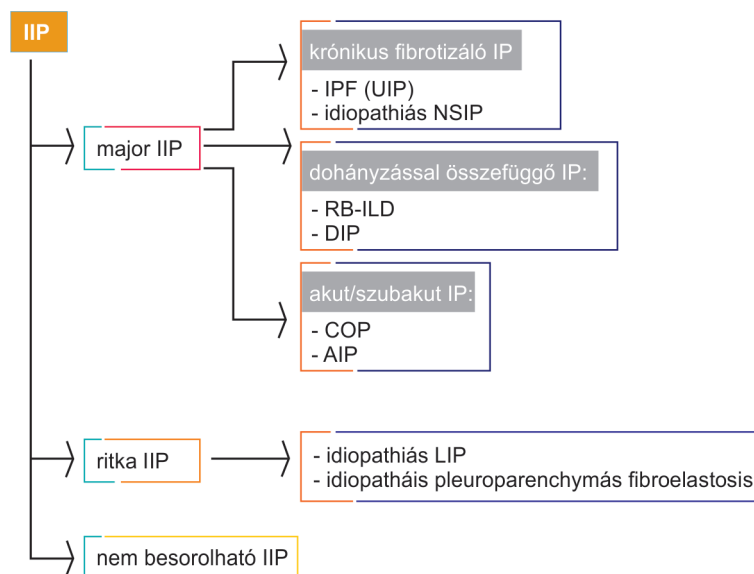 IIP
major IIP
krónikus fibrotizáló IP
- IPF (UIP)
- idiopathiás NSIP
dohányzással összefüggő IP:
- RB-ILD
- DIP
akut/szubakut IP:
- COP
- AIP
ritka IIP
- idiopathiás LIP
- idiopatháis pleuroparenchymás fibroelastosis
nem besorolható IIP